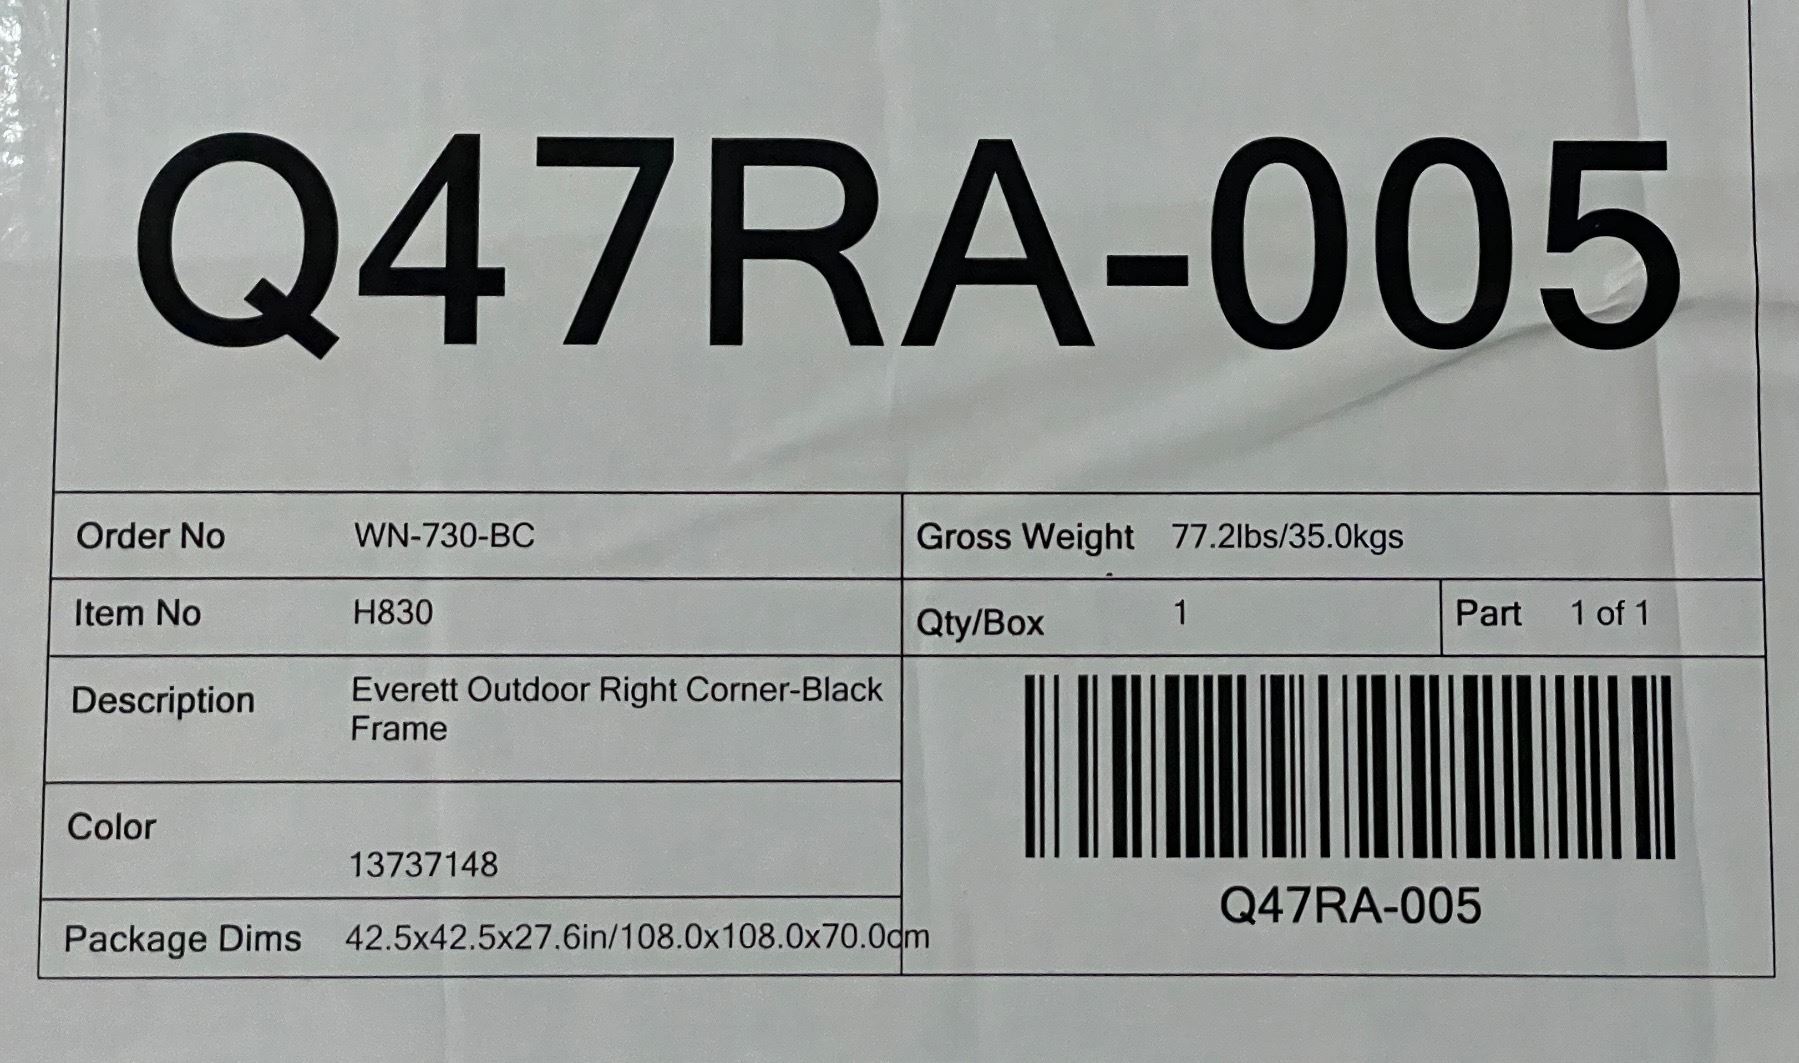 Q47RA-005
Order No WN-730-BC
Gross Weight 77.2lbs/35.0kgs
Item No H830
Qty/Box 1
Part 1 of 1
Description Everett Outdoor Right Corner-Black
Frame
Color
13737148
Package Dims 42.5x42.5x27.6in/108.0x108.0x70.0cm
Q47RA-005